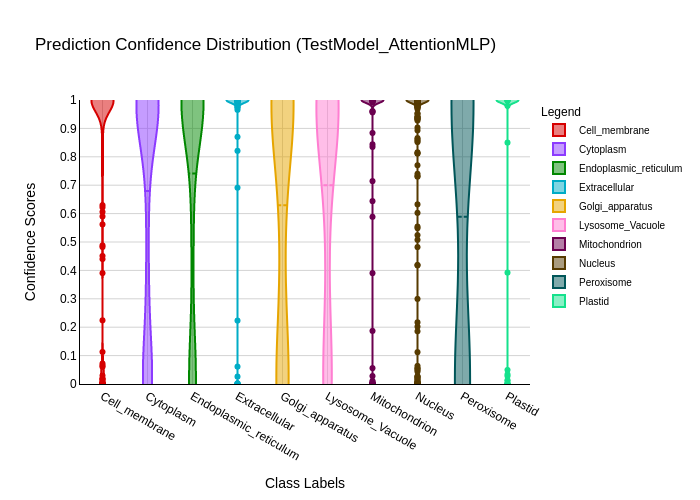 Prediction Confidence Distribution (TestModel_AttentionMLP)
Legend
Cell_membrane
Cytoplasm
Endoplasmic_reticulum
Extracellular
Golgi_apparatus
Lysosome_Vacuole
Mitochondrion
Nucleus
Peroxisome
Plastid
Confidence Scores
1
0.9
0.8
0.7
0.6
0.5
0.4
0.3
0.2
0.1
0
Cell_membrane
Cytoplasm
Endoplasmic_reticulum
Extracellular
Golgi_apparatus
Lysosome_Vacuole
Mitochondrion
Nucleus
Peroxisome
Plastid
Class Labels